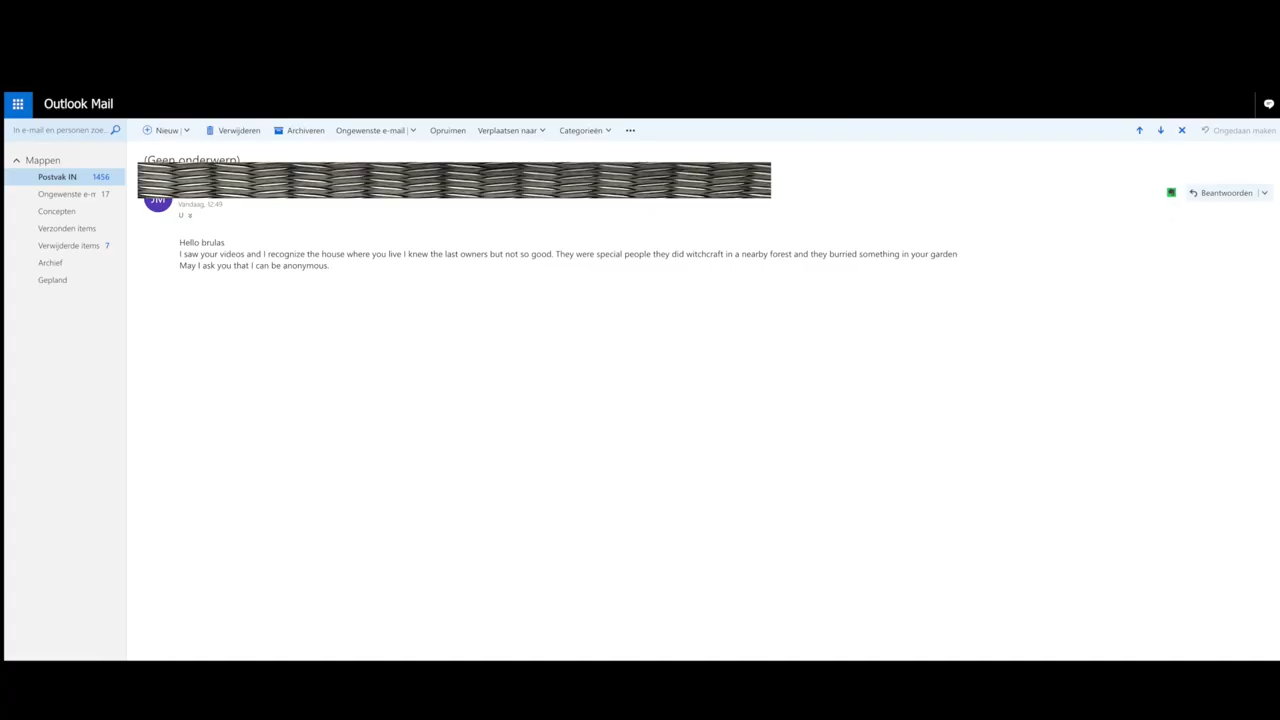 Outlook Mail
In e-mail en personen zoe..
Nieuw
Verwijderen
Archiveren
Ongewenste e-mail
Opruimen
Verplaatsen naar
Categorieën
Ongedaan maken
Mappen
(Geen onderwerp)
Postvak IN 1456
Ongewenste e-m 17
Concepten
Verzonden items
Verwijderde items 7
Archief
Gepland
JM
Vandaag, 12:49
U
Beantwoorden
Hello brulas
I saw your videos and I recognize the house where you live I knew the last owners but not so good. They were special people they did witchcraft in a nearby forest and they burried something in your garden
May I ask you that I can be anonymous.